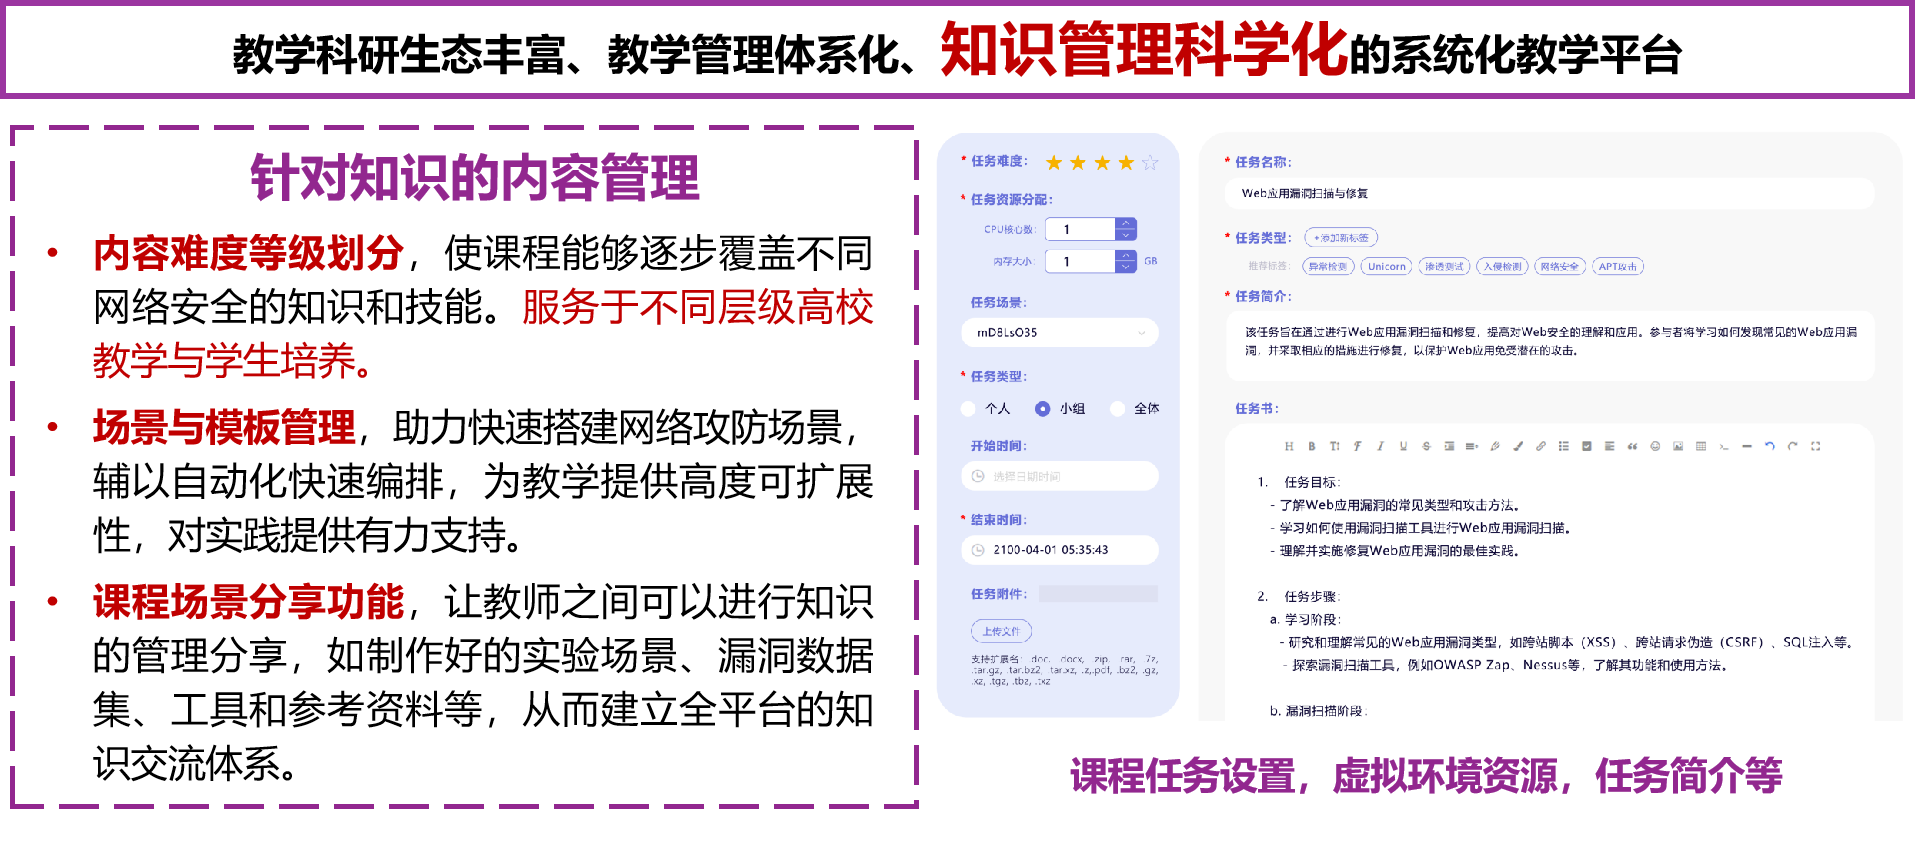 教学科研生态丰富、教学管理体系化、知识管理科学化的系统化教学平台
针对知识的内容管理
• 内容难度等级划分，使课程能够逐步覆盖不同
网络安全的知识和技能。服务于不同层级高校
教学与学生培养。
• 场景与模板管理，助力快速搭建网络攻防场景，
辅以自动化快速编排，为教学提供高度可扩展
性，对实践提供有力支持。
• 课程场景分享功能，让教师之间可以进行知识
的管理分享，如制作好的实验场景、漏洞数据
集、工具和参考资料等，从而建立全平台的知
识交流体系。
* 任务难度：
* 任务资源分配：
CPU核心数： 1
内存大小： 1 GB
任务场景：
mD8LsO35
* 任务类型：
个人 小组 全体
开始时间：
选择日期时间
* 结束时间：
2100-04-01 05:35:43
任务附件：
上传文件
支持扩展名：.doc, .docx, .zip, .rar, .7z,
.tar.gz, .tar.bz2, .tar.xz, .z,.pdf, .bz2, .gz,
.xz, .tgz, .tbz, .txz
* 任务名称：
Web应用漏洞扫描与修复
* 任务类型： +添加新标签
推荐标签： 异常检测 Unicorn 渗透测试 入侵检测 网络安全 APT攻击
* 任务简介：
该任务旨在通过进行Web应用漏洞扫描和修复，提高对Web安全的理解和应用。参与者将学习如何发现常见的Web应用漏
洞，并采取相应的措施进行修复，以保护Web应用免受潜在的攻击。
任务书：
1. 任务目标：
- 了解Web应用漏洞的常见类型和攻击方法。
- 学习如何使用漏洞扫描工具进行Web应用漏洞扫描。
- 理解并实施修复Web应用漏洞的最佳实践。
2. 任务步骤：
a. 学习阶段：
- 研究和理解常见的Web应用漏洞类型，如跨站脚本（XSS）、跨站请求伪造（CSRF）、SQL注入等。
- 探索漏洞扫描工具，例如OWASP Zap、Nessus等，了解其功能和使用方法。
b. 漏洞扫描阶段：
课程任务设置，虚拟环境资源，任务简介等